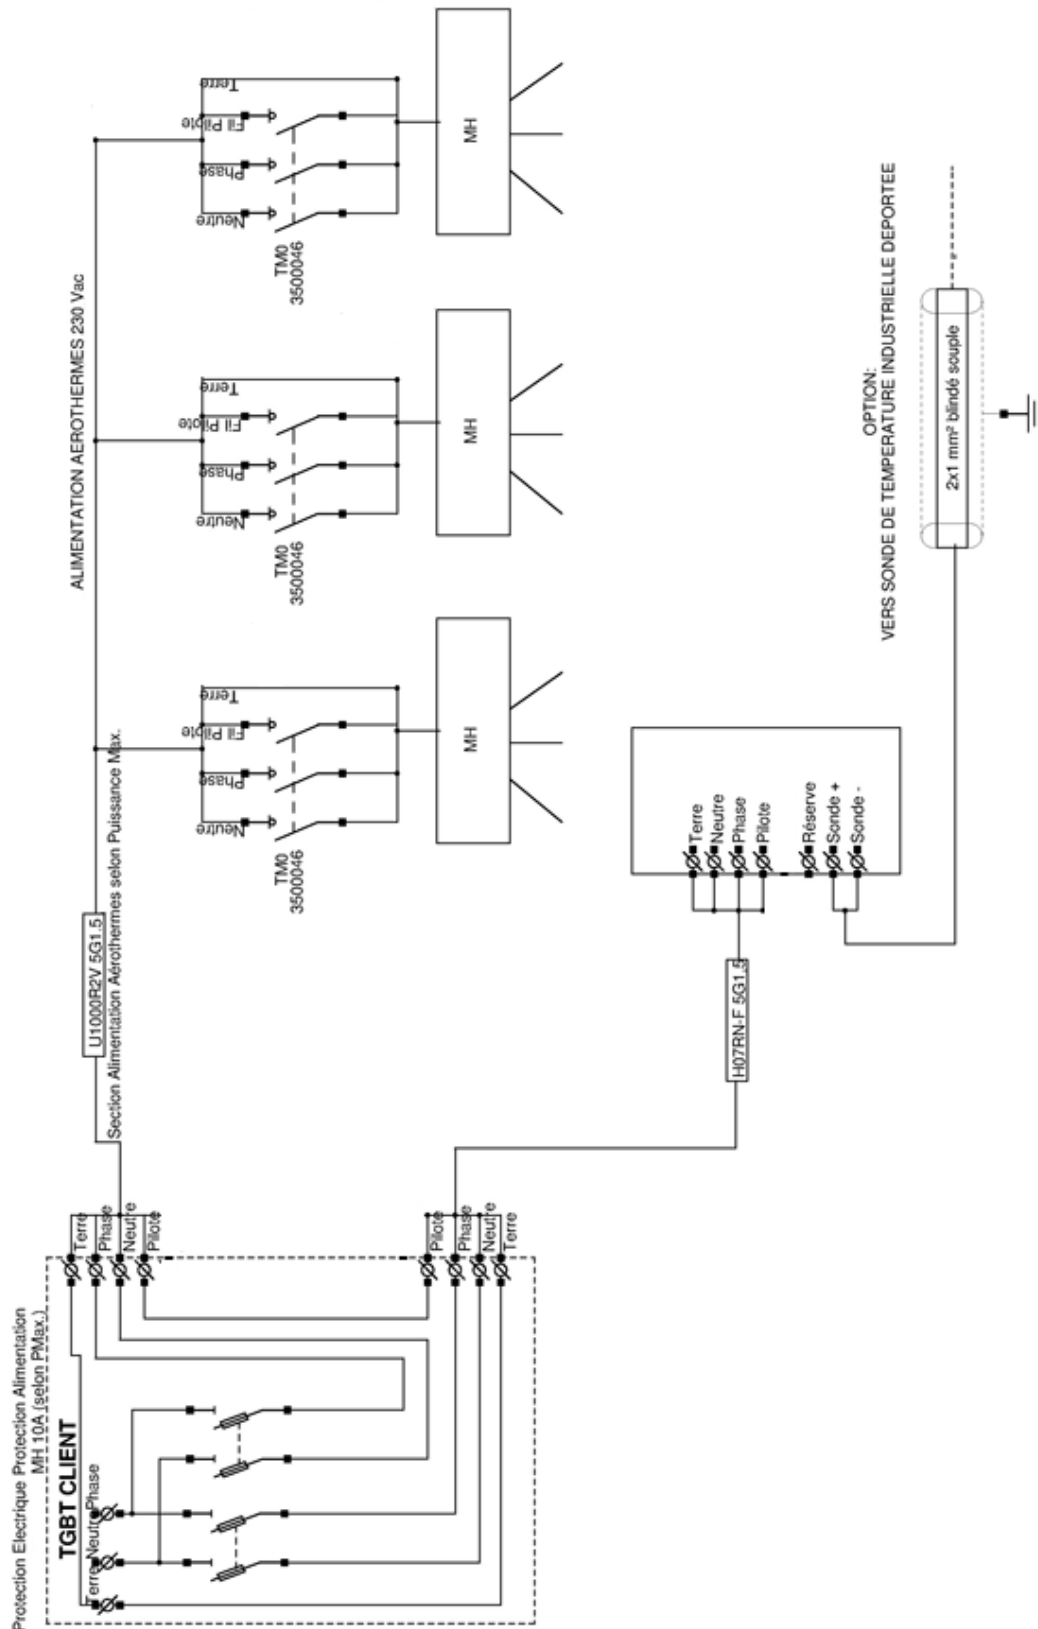 Protection Electrique Protection Alimentation
MH 10A (selon PMax.)
TGBT CLIENT
Terre
Neutre
Phase
Terre
Phase
Neutre
Pilote
Pilote
Phase
Neutre
Terre
U1000R2V 5G1.5
Section Alimentation Aérothermes selon Puissance Max.
ALIMENTATION AEROTHERMES 230 Vac
Neutre
Phase
Fil Pilote
Terre
TM0
3500046
MH
Neutre
Phase
Fil Pilote
Terre
TM0
3500046
MH
Neutre
Phase
Fil Pilote
Terre
TM0
3500046
MH
H07RN-F 5G1.5
Terre
Neutre
Phase
Pilote
Réserve
Sonde +
Sonde -
OPTION:
VERS SONDE DE TEMPERATURE INDUSTRIELLE DEPORTEE
2x1 mm² blindé souple